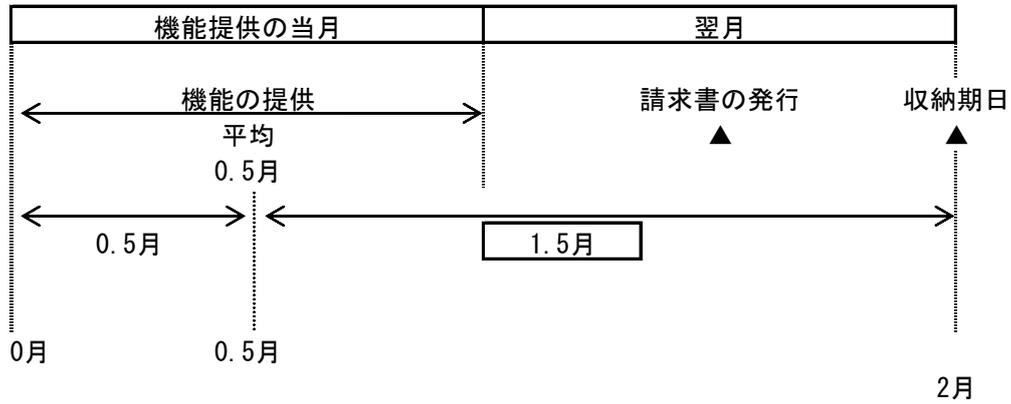 機能提供の当月 翌月
機能の提供 請求書の発行 収納期日
平均 ▲ ▲
0.5月
0.5月 1.5月
0月 0.5月
2月